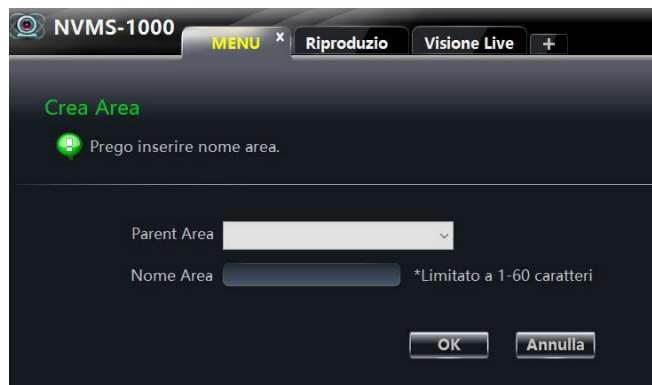 NVMS-1000
MENU x Riproduzio Visione Live +
Crea Area
Prego inserire nome area.
Parent Area
Nome Area *Limitato a 1-60 caratteri
OK Annulla